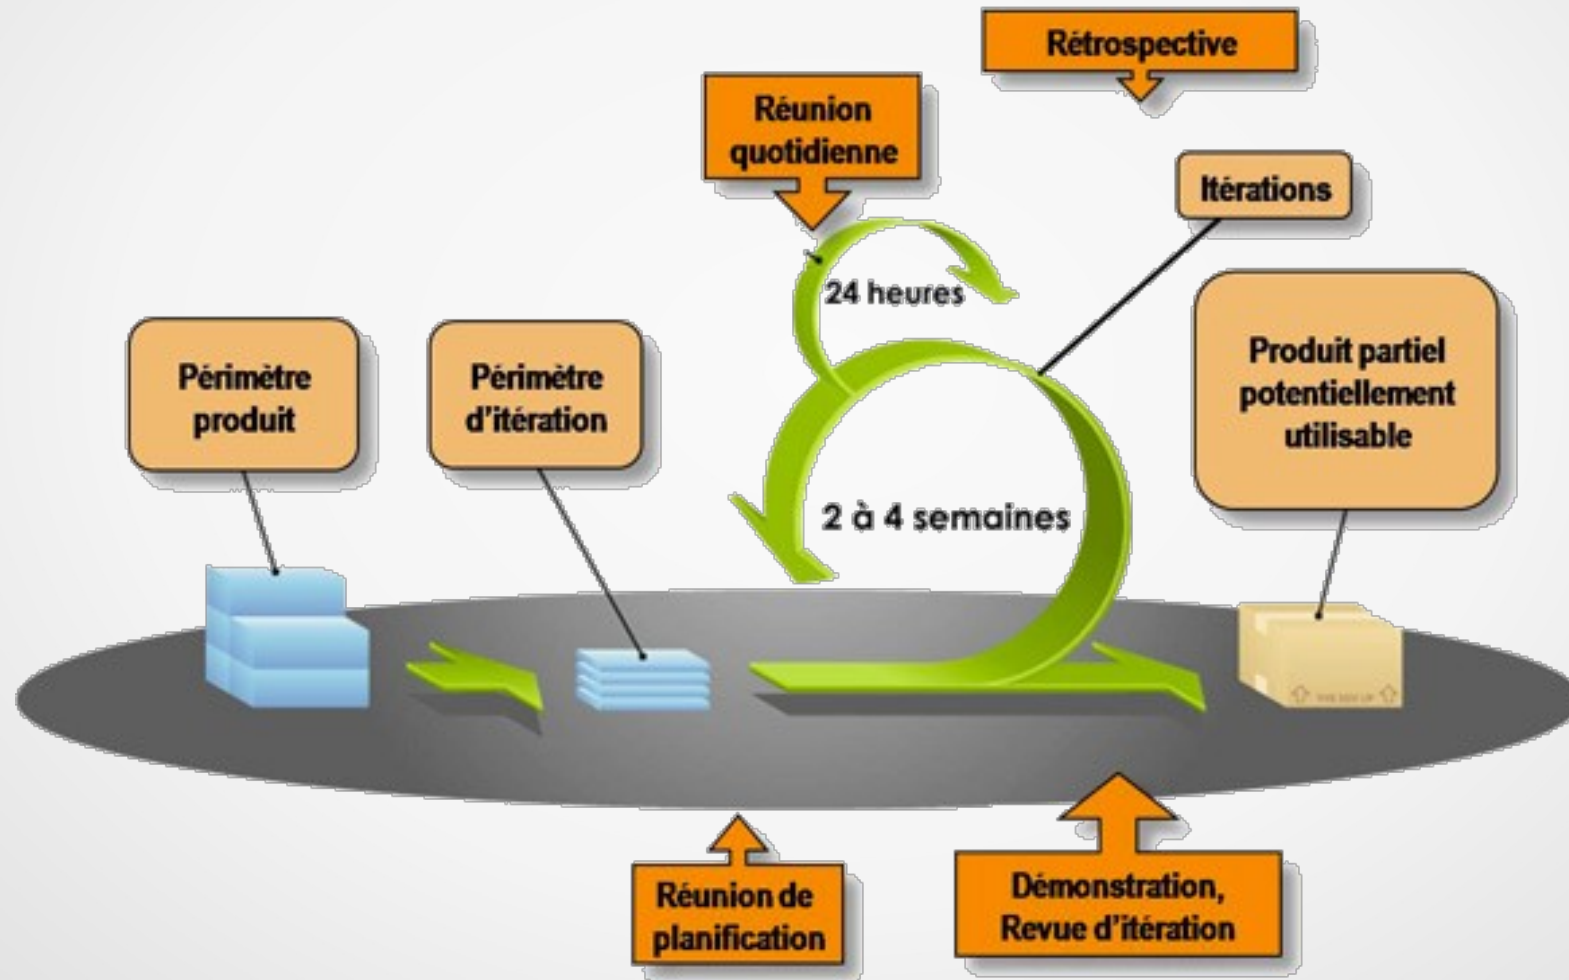 Rétrospective
Réunion
quotidienne
Itérations
24 heures
Périmètre
produit
Périmètre
d'itération
Produit partiel
potentiellement
utilisable
2 à 4 semaines
Réunion de
planification
Démonstration,
Revue d'itération